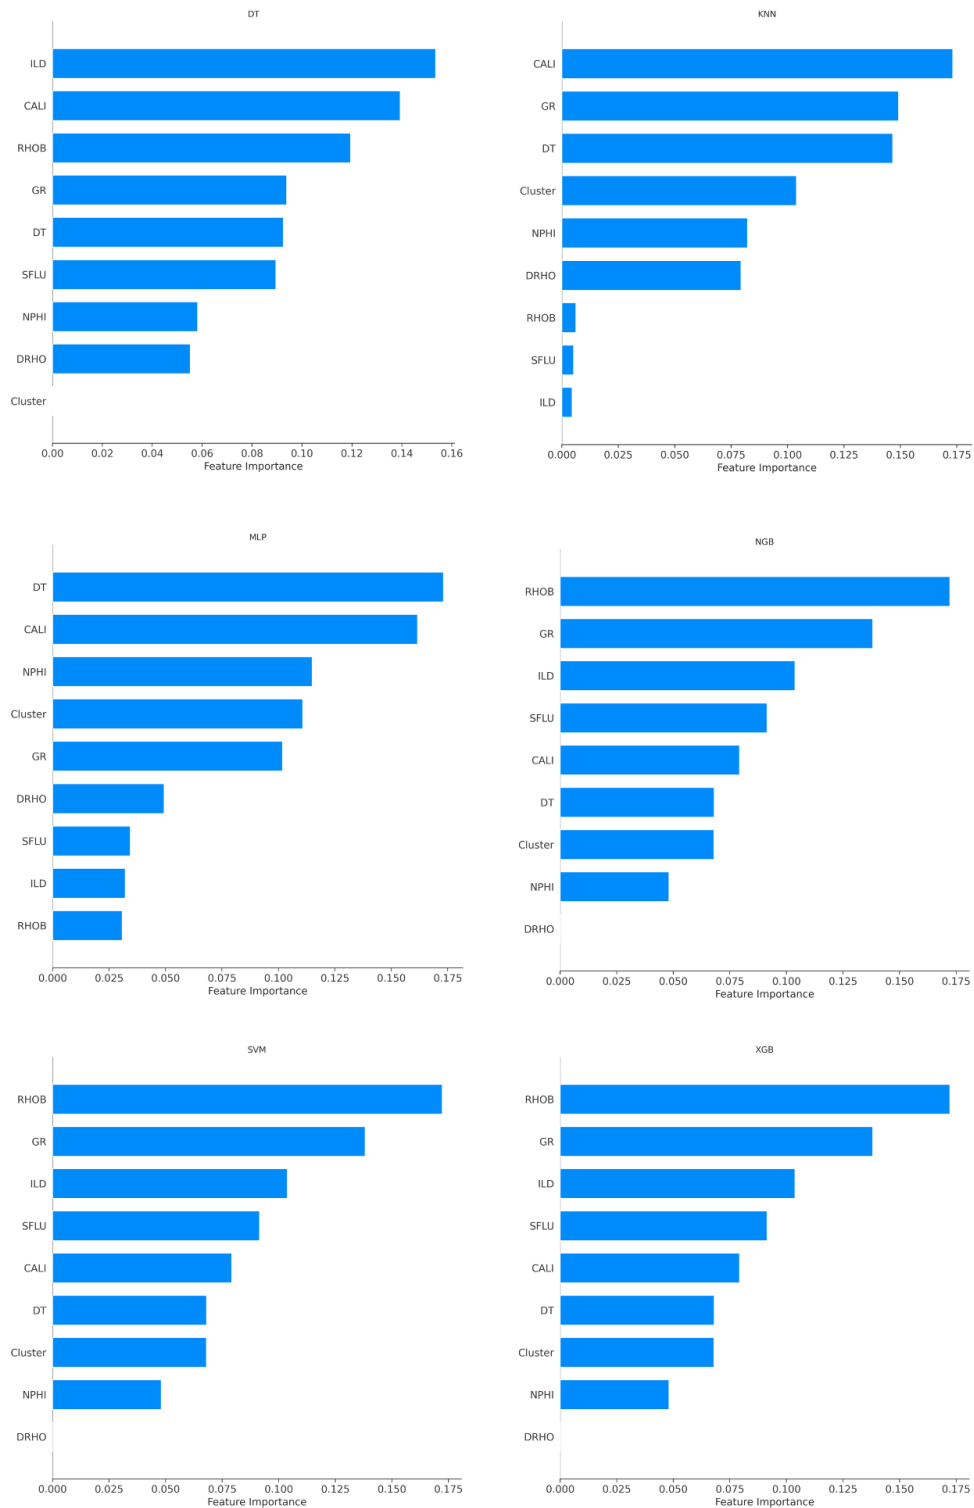 DT
ILD
CALI
RHOB
GR
DT
SFLU
NPHI
DRHO
Cluster
0.00 0.02 0.04 0.06 0.08 0.10 0.12 0.14 0.16
Feature Importance
KNN
CALI
GR
DT
Cluster
NPHI
DRHO
RHOB
SFLU
ILD
0.000 0.025 0.050 0.075 0.100 0.125 0.150 0.175
Feature Importance
MLP
DT
CALI
NPHI
Cluster
GR
DRHO
SFLU
ILD
RHOB
0.000 0.025 0.050 0.075 0.100 0.125 0.150 0.175
Feature Importance
NGB
RHOB
GR
ILD
SFLU
CALI
DT
Cluster
NPHI
DRHO
0.000 0.025 0.050 0.075 0.100 0.125 0.150 0.175
Feature Importance
SVM
RHOB
GR
ILD
SFLU
CALI
DT
Cluster
NPHI
DRHO
0.000 0.025 0.050 0.075 0.100 0.125 0.150 0.175
Feature Importance
XGB
RHOB
GR
ILD
SFLU
CALI
DT
Cluster
NPHI
DRHO
0.000 0.025 0.050 0.075 0.100 0.125 0.150 0.175
Feature Importance